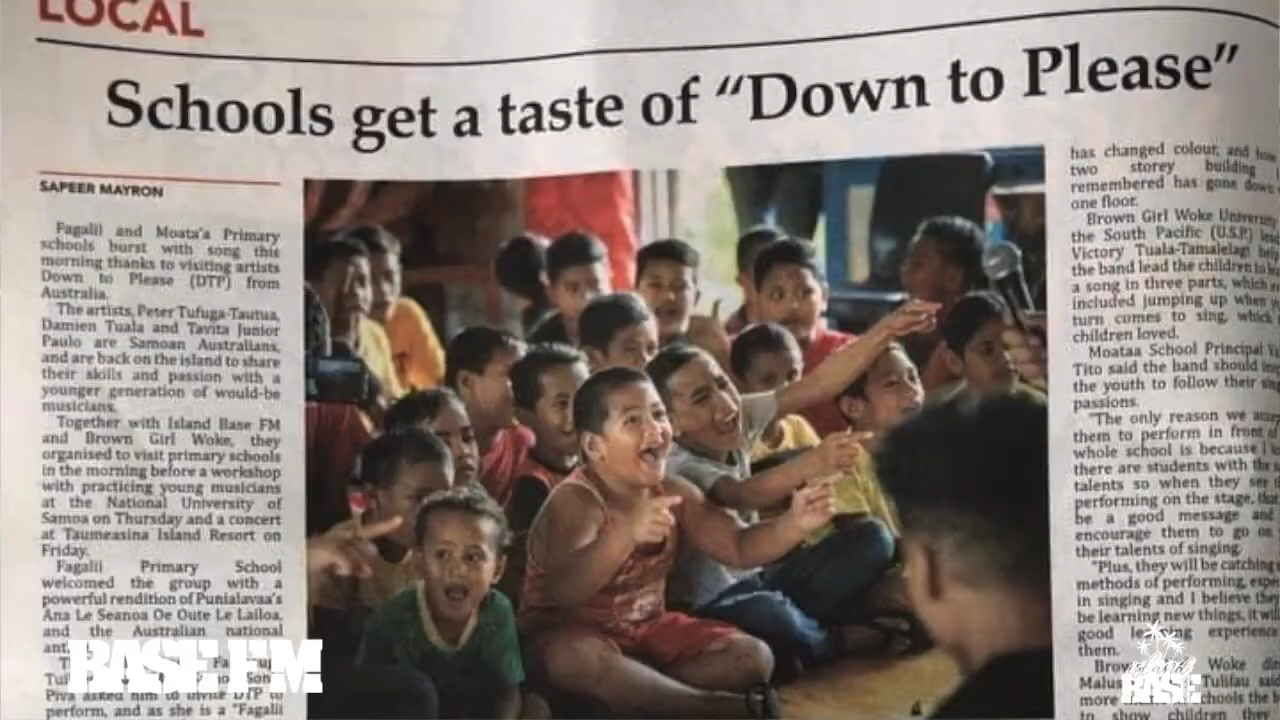 LOCAL
Schools get a taste of “Down to Please”
SAPEER MAYRON
Fagalii and Moata'a Primary
schools burst with song this
morning thanks to visiting artists
Down to Please (DTP) from
Australia.
The artists, Peter Tufuga-Tautua,
Damien Tuala and Tavita Junior
Paulo are Samoan Australians,
and are back on the island to share
their skills and passion with a
younger generation of would-be
musicians.
Together with Island Base FM
and Brown Girl Woke, they
organised to visit primary schools
in the morning before a workshop
with practicing young musicians
at the National University of
Samoa on Thursday and a concert
at Taumeasina Island Resort on
Friday.
Fagalii Primary School
welcomed the group with a
powerful rendition of Punialavaa's
Ana Le Seanoa Oe Oute Le Lailoa,
and the Australian national
Piva asked him to invite DTP to
perform, and as she is a "Fagalii
has changed colour, and how
two storey building
remembered has gone down
one floor.
Brown Girl Woke University
the South Pacific (U.S.P.)
Victory Tuala-Tamalelagi
the band lead the children to
a song in three parts, which
included jumping up when
turn comes to sing, which
children loved.
Moataa School Principal
Tito said the band should
the youth to follow their
passions.
"The only reason we
them to perform in front of
whole school is because I
there are students with the
talents so when they see
performing on the stage,
be a good message and
encourage them to go on
their talents of singing.
"Plus, they will be catching
methods of performing,
in singing and I believe they
be learning new things, it
good experience
them.
Woke
Tulifau said
more schools the
to show children they
BASE FM
island
BASE